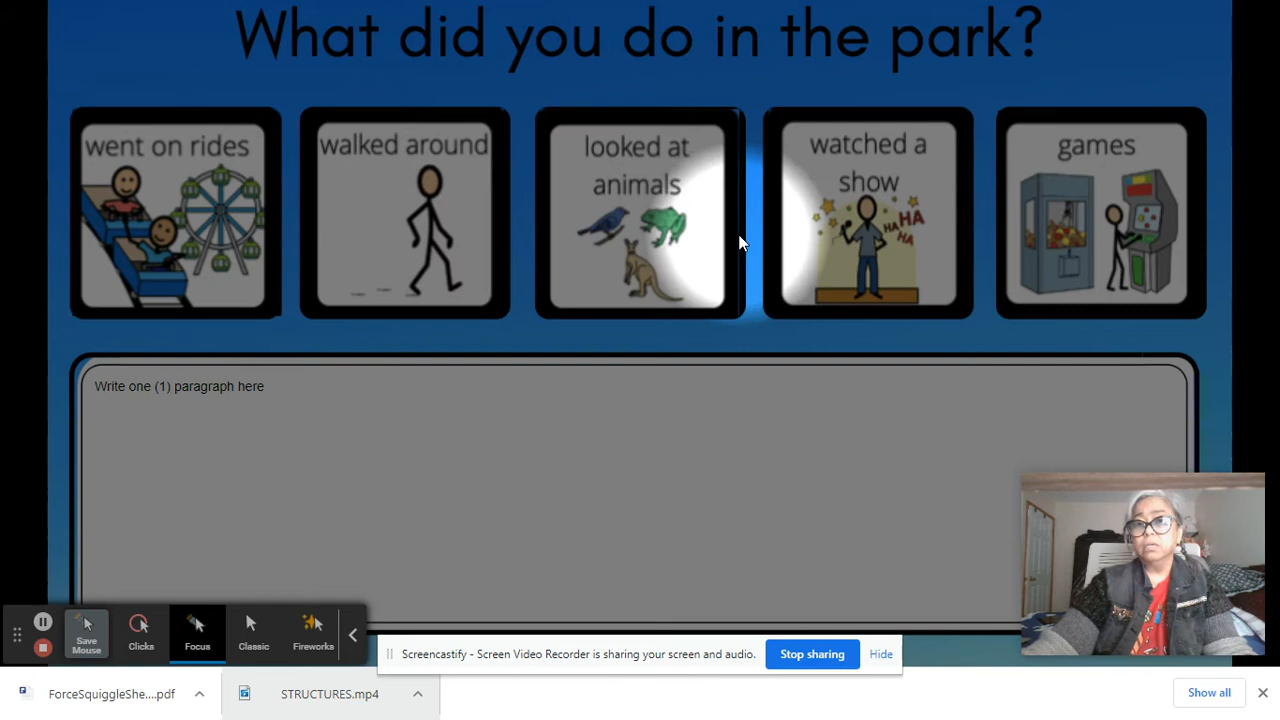 What did you do in the park?
went on rides
walked around
looked at
animals
watched a
show
HA
HA
HA
games
Write one (1) paragraph here
Save
Mouse
Clicks
Focus
Classic
Fireworks
Screencastify - Screen Video Recorder is sharing your screen and audio.
Stop sharing
Hide
ForceSquiggleShe....pdf
STRUCTURES.mp4
Show all